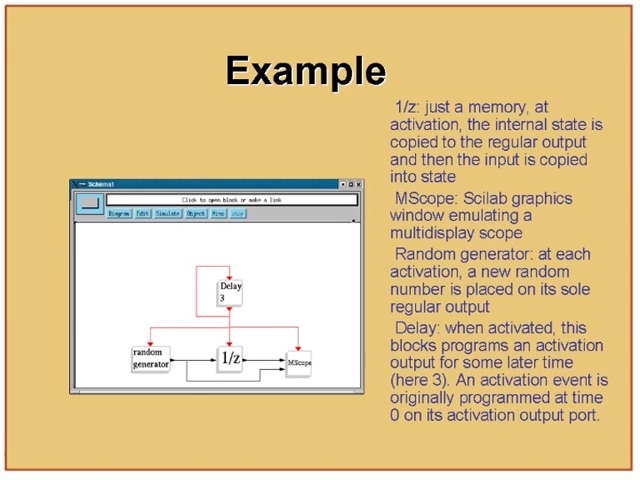 Example
1/z: just a memory, at
activation, the internal state is
copied to the regular output
and then the input is copied
into state
MScope: Scilab graphics
window emulating a
multidisplay scope
Random generator: at each
activation, a new random
number is placed on its sole
regular output
Delay: when activated, this
blocks programs an activation
output for some later time
(here 3). An activation event is
originally programmed at time
0 on its activation output port.
Click to open block or make a link
Diagram Edit Simulate Object Misc
Delay
3
random
generator
1/z
MScope